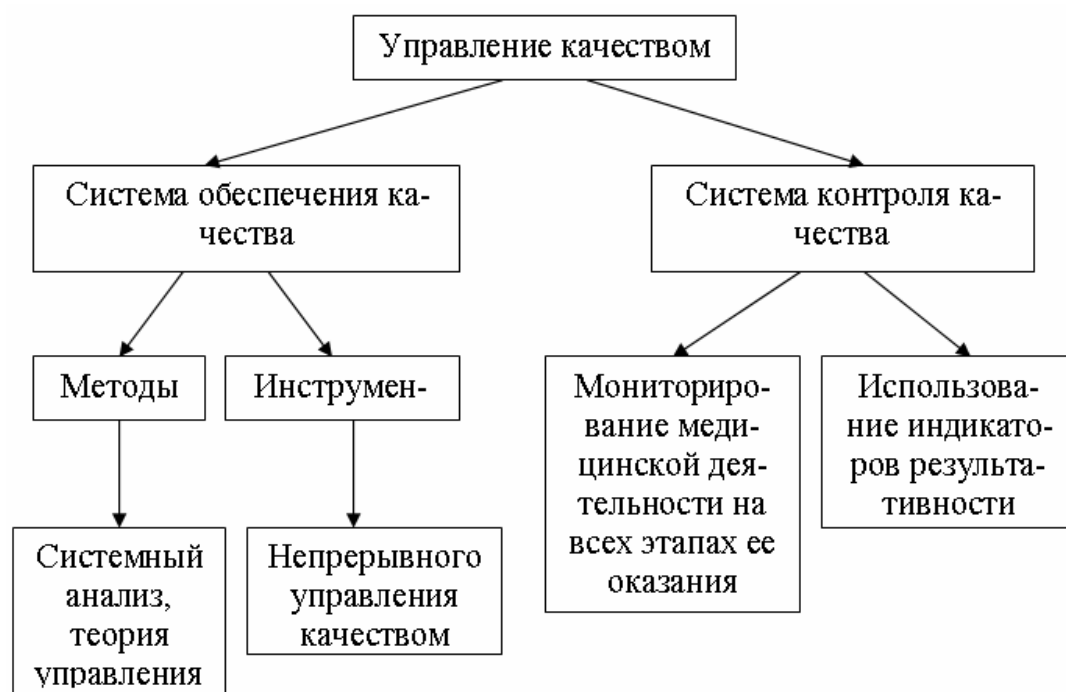 Управление качеством
Система обеспечения ка-
чества
Система контроля ка-
чества
Методы
Инструмен-
Мониториро-
вание меди-
цинской дея-
тельности на
всех этапах ее
оказания
Использова-
ние индикато-
ров результа-
тивности
Системный
анализ,
теория
управления
Непрерывного
управления
качеством